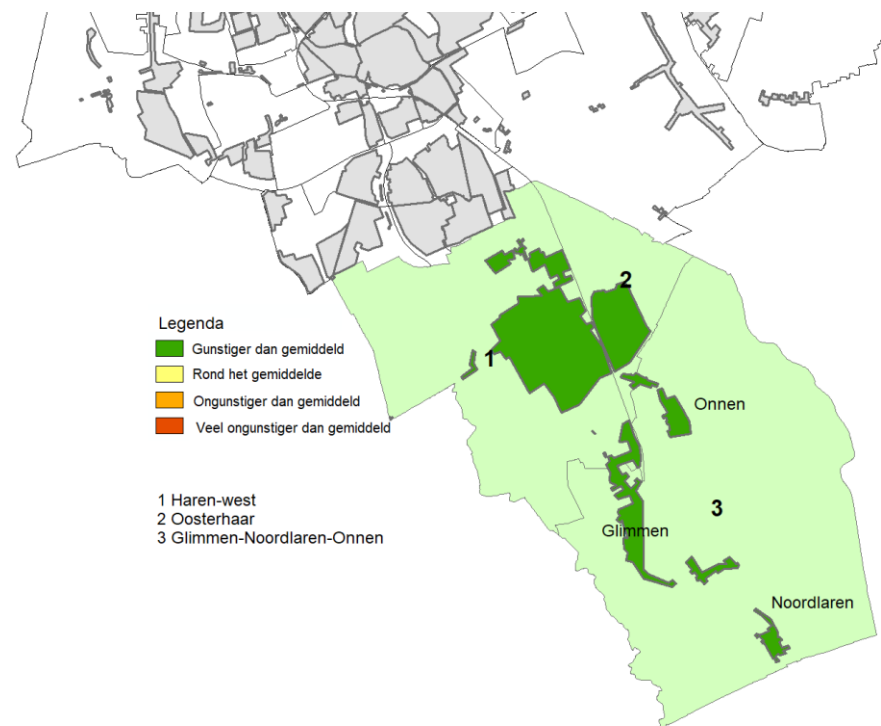 2
Legenda
Gunstiger dan gemiddeld
1
Rond het gemiddelde
Ongunstiger dan gemiddeld
Onnen
Veel ongunstiger dan gemiddeld
1 Haren-west
2 Oosterhaar
3 Glimmen-Noordlaren-Onnen
3
Glimmen
Noordlaren